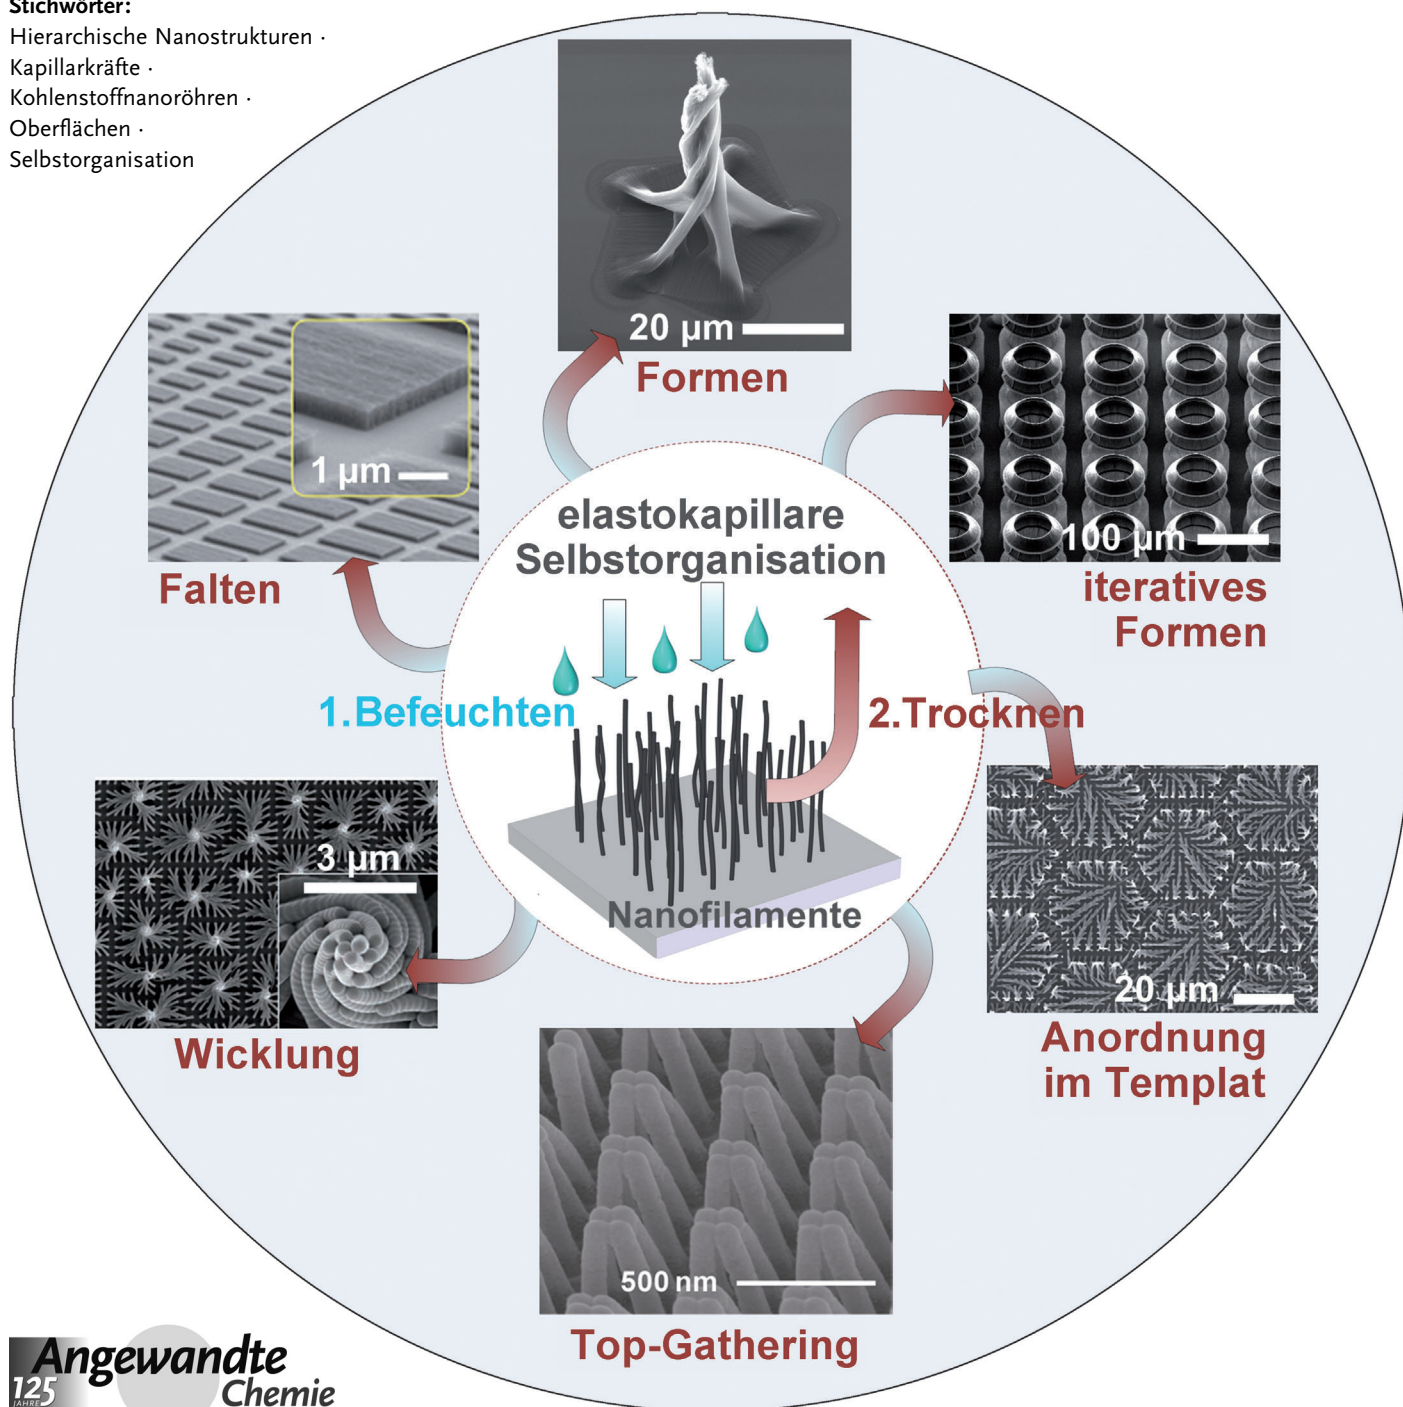 Stichwörter:
Hierarchische Nanostrukturen ·
Kapillarkräfte ·
Kohlenstoffnanoröhren ·
Oberflächen ·
Selbstorganisation
20 µm
Formen
1 µm
Falten
100 µm
iteratives
Formen
elastokapillare
Selbstorganisation
1.Befeuchten
2.Trocknen
Nanofilamente
3 µm
Wicklung
20 µm
Anordnung
im Templat
500 nm
Top-Gathering
Angewandte
125 JAHRE
Chemie